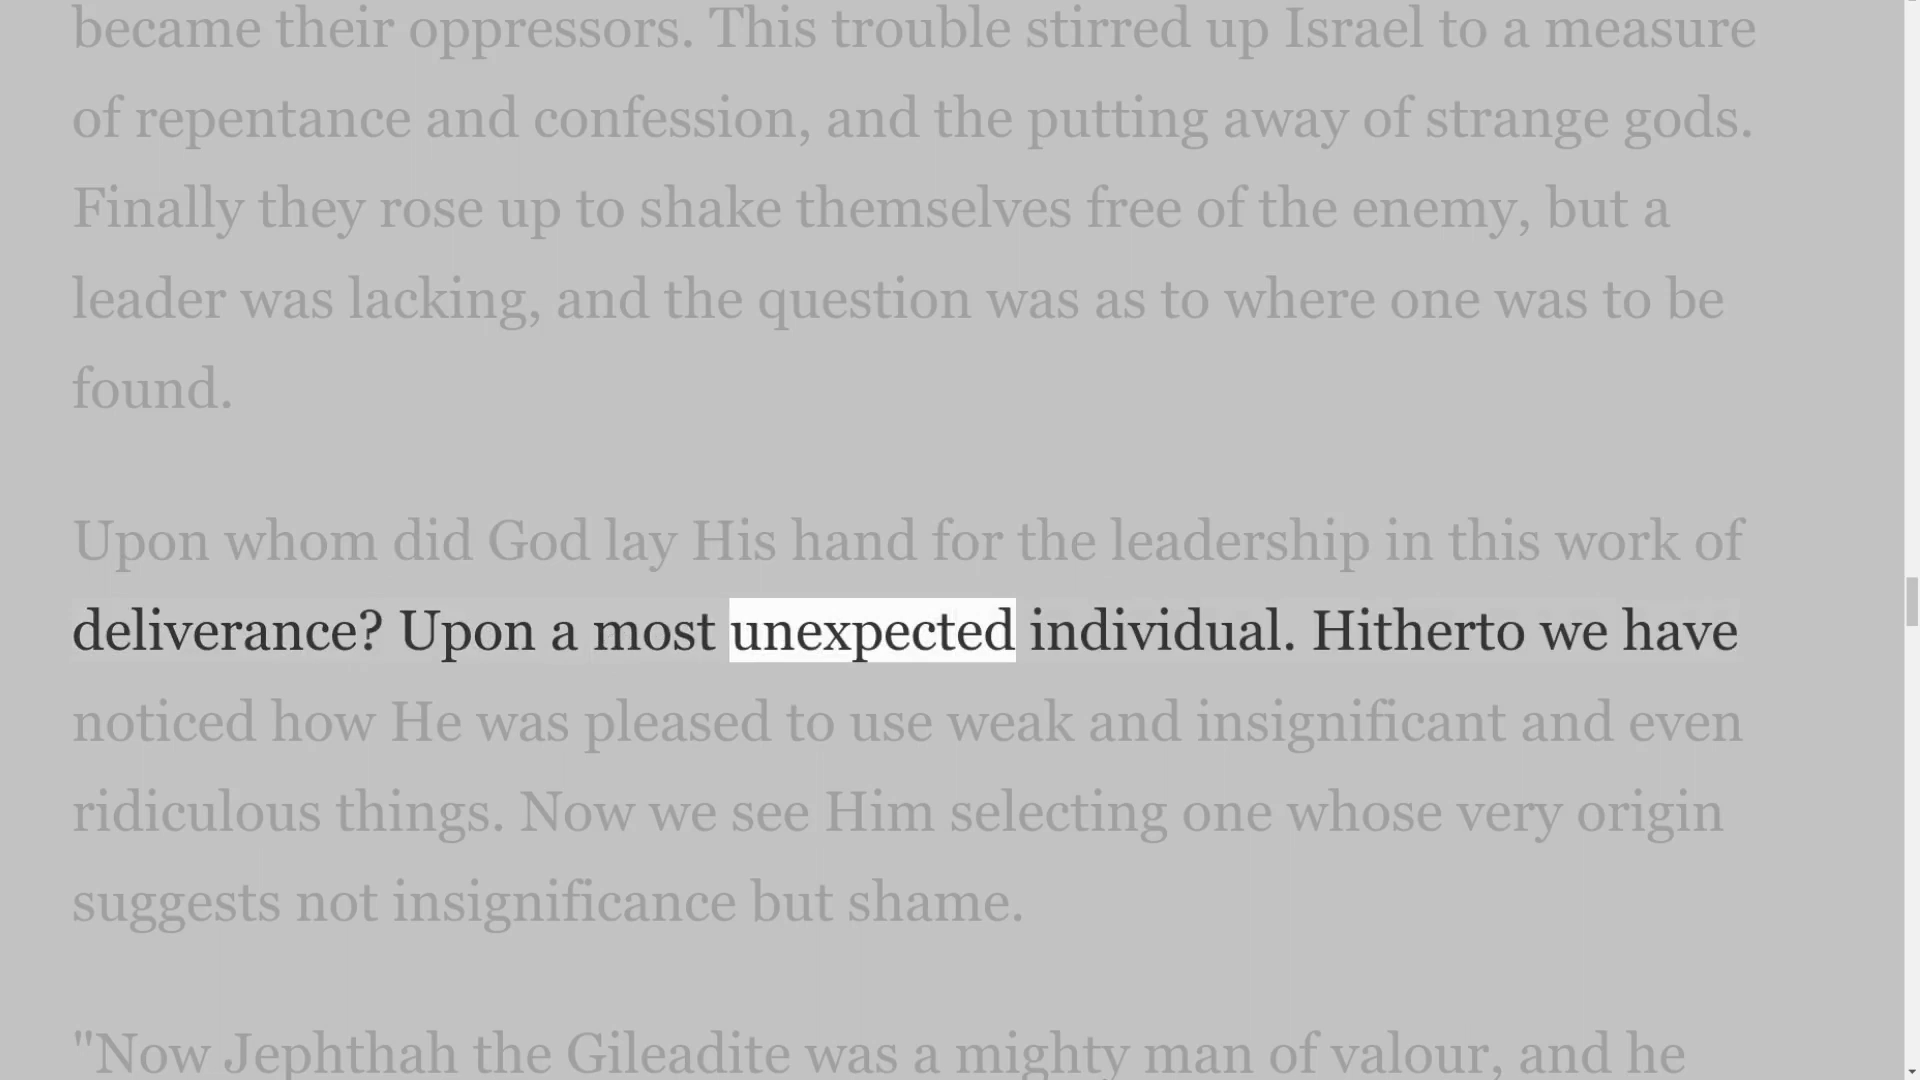 became their oppressors. This trouble stirred up Israel to a measure
of repentance and confession, and the putting away of strange gods.
Finally they rose up to shake themselves free of the enemy, but a
leader was lacking, and the question was as to where one was to be
found.
Upon whom did God lay His hand for the leadership in this work of
deliverance? Upon a most unexpected individual. Hitherto we have
noticed how He was pleased to use weak and insignificant and even
ridiculous things. Now we see Him selecting one whose very origin
suggests not insignificance but shame.
"Now Jephthah the Gileadite was a mighty man of valour, and he